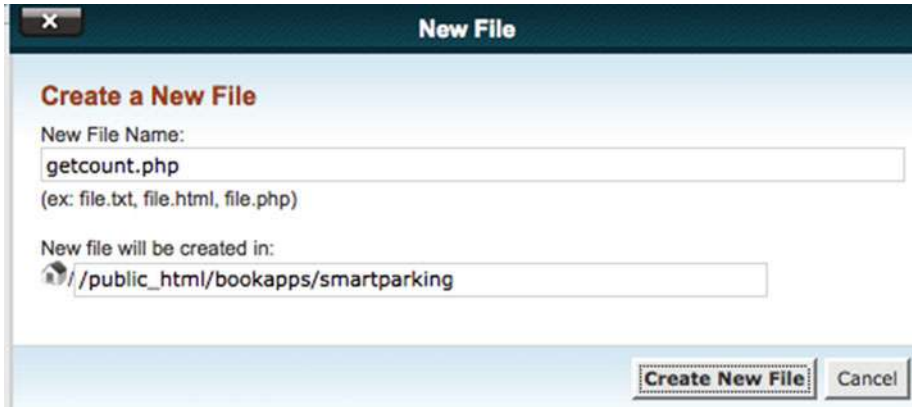 New File
Create a New File
New File Name:
getcount.php
(ex: file.txt, file.html, file.php)
New file will be created in:
//public_html/bookapps/smartparking
Create New File Cancel